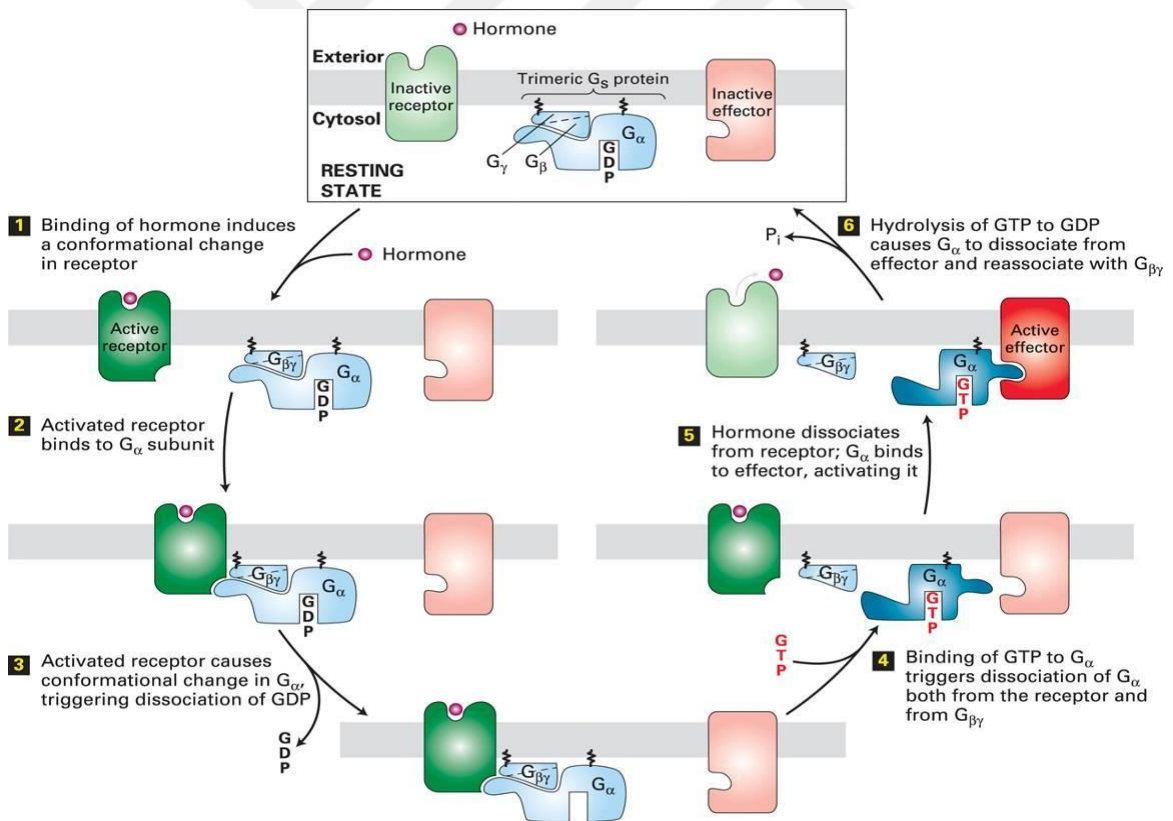 Hormone
Exterior
Inactive
receptor
Trimeric Gs protein
Inactive
effector
Cytosol
Gα
Gγ
Gβ
GDP
RESTING
STATE
1 Binding of hormone induces
a conformational change
in receptor
Hormone
Active
receptor
Gβγ
Gα
GDP
2 Activated receptor
binds to Gα subunit
Gβγ
Gα
GDP
3 Activated receptor causes
conformational change in Gα,
triggering dissociation of GDP
GDP
Gβγ
Gα
GTP
4 Binding of GTP to Gα
triggers dissociation of Gα
both from the receptor and
from Gβγ
Gβγ
Gα
GTP
5 Hormone dissociates
from receptor; Gα binds
to effector, activating it
Gβγ
Gα
GTP
Active
effector
6 Hydrolysis of GTP to GDP
causes Gα to dissociate from
effector and reassociate with Gβγ
Pi